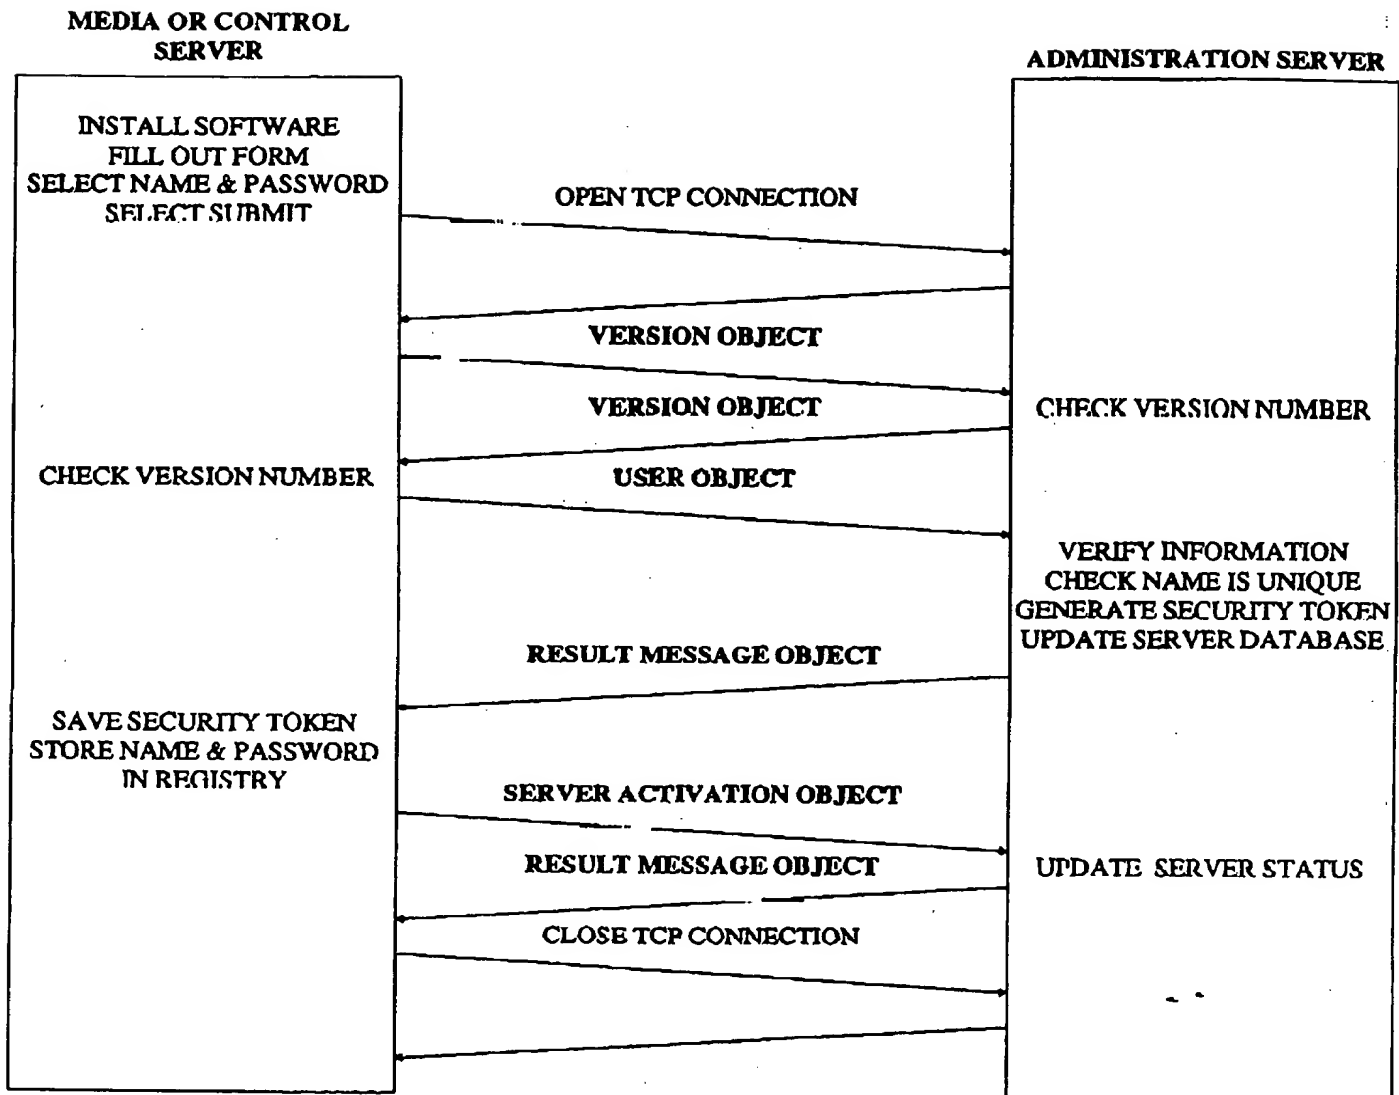 MEDIA OR CONTROL
SERVER
ADMINISTRATION SERVER
INSTALL SOFTWARE
FILL OUT FORM
SELECT NAME & PASSWORD
SELECT SUBMIT
OPEN TCP CONNECTION
VERSION OBJECT
VERSION OBJECT
CHECK VERSION NUMBER
CHECK VERSION NUMBER
USER OBJECT
VERIFY INFORMATION
CHECK NAME IS UNIQUE
GENERATE SECURITY TOKEN
UPDATE SERVER DATABASE
RESULT MESSAGE OBJECT
SAVE SECURITY TOKEN
STORE NAME & PASSWORD
IN REGISTRY
SERVER ACTIVATION OBJECT
RESULT MESSAGE OBJECT
UPDATE SERVER STATUS
CLOSE TCP CONNECTION